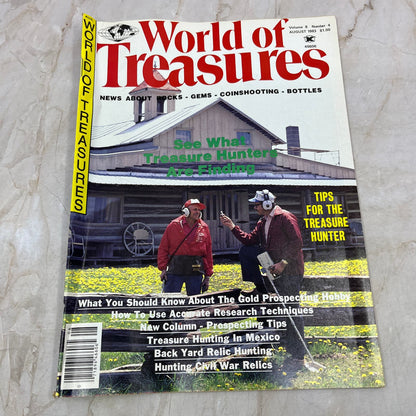 World of
Treasures
Volume 8 Number 4
AUGUST 1983 $1.50
NEWS ABOUT ROCKS - GEMS - COINSHOOTING - BOTTLES
WORLD OF TREASURES
See What
Treasure Hunters
Are Finding
TIPS
FOR THE
TREASURE
HUNTER
What You Should Know About The Gold Prospecting Hobby
How To Use Accurate Research Techniques
New Column - Prospecting Tips
Treasure Hunting In Mexico
Back Yard Relic Hunting
Hunting Civil War Relics